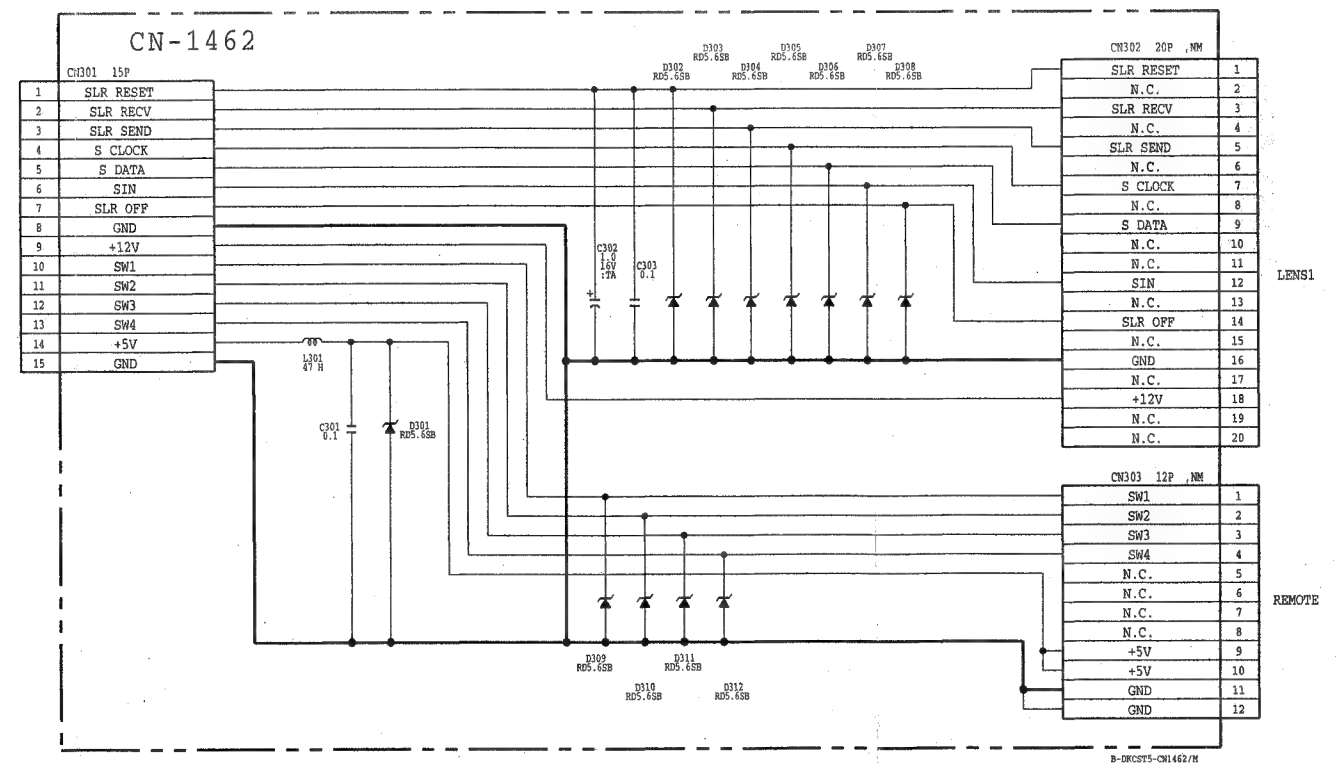 CN-1462
CN301 15P
1 SLR RESET
2 SLR RECV
3 SLR SEND
4 S CLOCK
5 S DATA
6 SIN
7 SLR OFF
8 GND
9 +12V
10 SW1
11 SW2
12 SW3
13 SW4
14 +5V
15 GND
L301
47 H
C301
0.1
D301
RD5.6SB
C302
1.0
16V
:TA
+
C303
0.1
D302
RD5.6SB
D303
RD5.6SB
D304
RD5.6SB
D305
RD5.6SB
D306
RD5.6SB
D307
RD5.6SB
D308
RD5.6SB
D309
RD5.6SB
D310
RD5.6SB
D311
RD5.6SB
D312
RD5.6SB
CN302 20P ,NM
SLR RESET 1
N.C. 2
SLR RECV 3
N.C. 4
SLR SEND 5
N.C. 6
S CLOCK 7
N.C. 8
S DATA 9
N.C. 10
N.C. 11
SIN 12
N.C. 13
SLR OFF 14
N.C. 15
GND 16
N.C. 17
+12V 18
N.C. 19
N.C. 20
LENS1
CN303 12P ,NM
SW1 1
SW2 2
SW3 3
SW4 4
N.C. 5
N.C. 6
N.C. 7
N.C. 8
+5V 9
+5V 10
GND 11
GND 12
REMOTE
B-DKCST5-CN1462/M